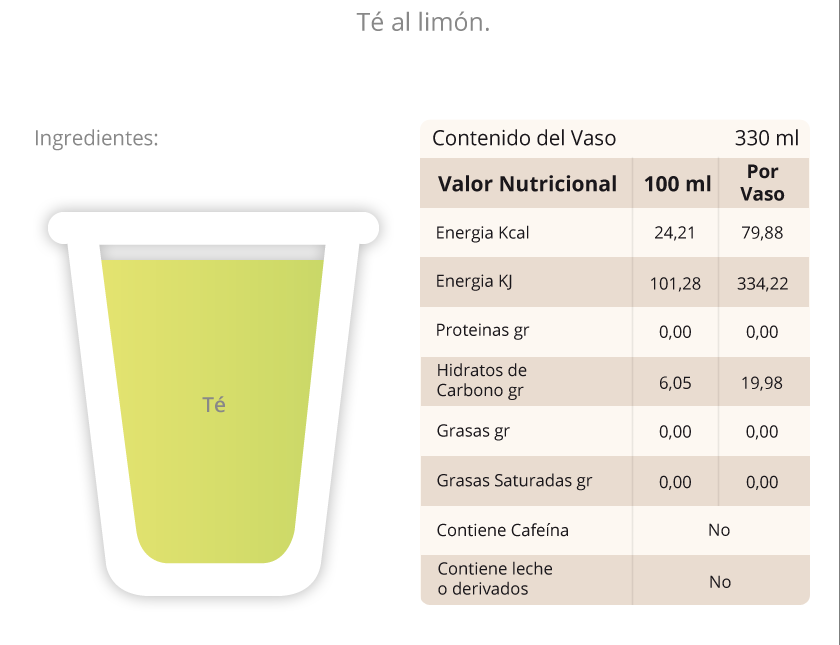 Té al limón.
Ingredientes:
Té
Contenido del Vaso 330 ml
Valor Nutricional 100 ml Por Vaso
Energia Kcal 24,21 79,88
Energia KJ 101,28 334,22
Proteinas gr 0,00 0,00
Hidratos de
Carbono gr 6,05 19,98
Grasas gr 0,00 0,00
Grasas Saturadas gr 0,00 0,00
Contiene Cafeína No
Contiene leche
o derivados No